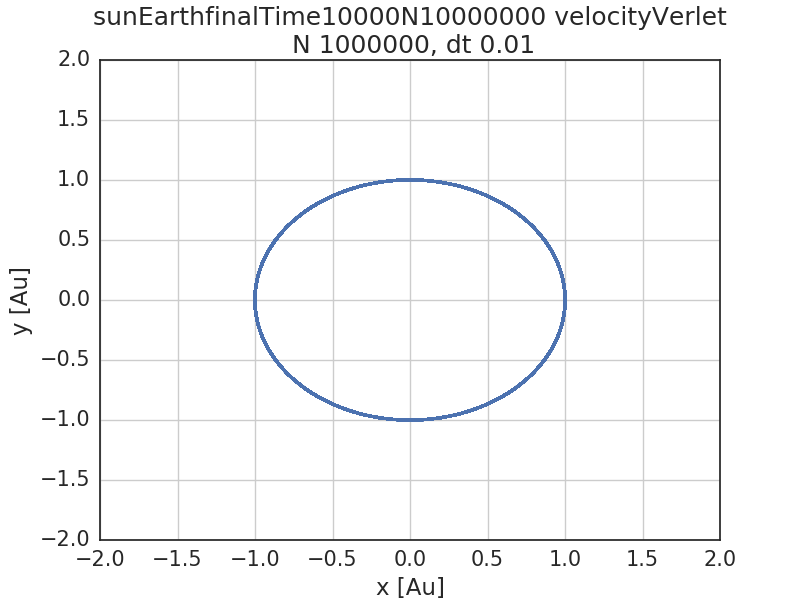 sunEarthfinalTime10000N10000000 velocityVerlet
N 1000000, dt 0.01
2.0
1.5
1.0
0.5
0.0
−0.5
−1.0
−1.5
−2.0
y [Au]
−2.0 −1.5 −1.0 −0.5 0.0 0.5 1.0 1.5 2.0
x [Au]